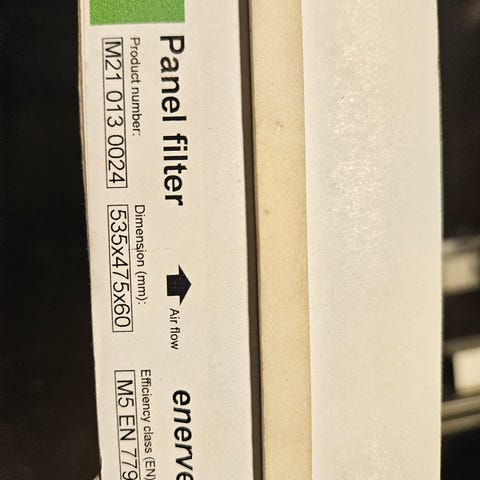 Panel filter
Air flow
enerve
Product number:
Dimension (mm):
Efficiency class (EN)
M21 013 0024
535x475x60
M5 EN 779